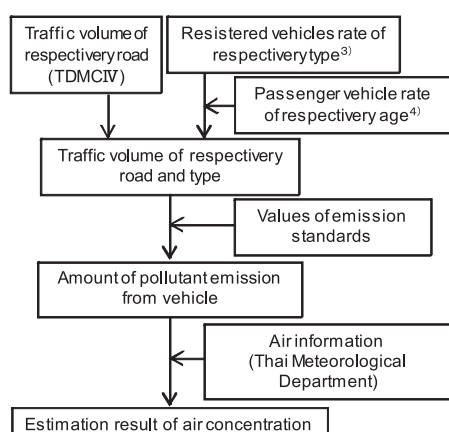 Traffic volume of
respectivery road
(TDMCⅣ)
Resistered vehicles rate of
respectivery type3)
Passenger vehicle rate
of respectivery age4)
Traffic volume of respectivery
road and type
Values of emission
standards
Amount of pollutant emission
from vehicle
Air information
(Thai Meteorological
Department)
Estimation result of air concentration